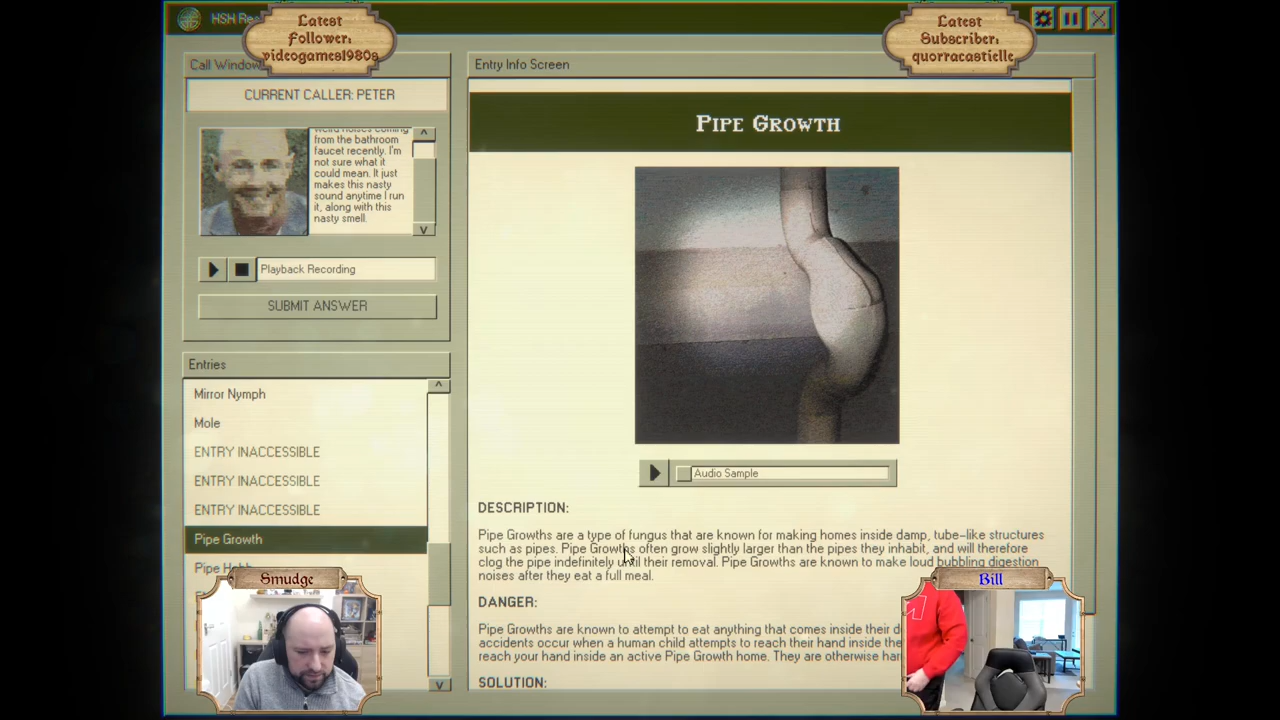 HSH
Latest
Follower:
videogames1980s
Latest
Subscriber:
quorracastielle
Call Window
CURRENT CALLER: PETER
weird noises coming
from the bathroom
faucet recently. I'm
not sure what it
could mean. It just
makes this nasty
sound anytime I run
it, along with this
nasty smell.
Playback Recording
SUBMIT ANSWER
Entries
Mirror Nymph
Mole
ENTRY INACCESSIBLE
ENTRY INACCESSIBLE
ENTRY INACCESSIBLE
Pipe Growth
Pipe
Smudge
Entry Info Screen
PIPE GROWTH
Audio Sample
DESCRIPTION:
Pipe Growths are a type of fungus that are known for making homes inside damp, tube-like structures
such as pipes. Pipe Growths often grow slightly larger than the pipes they inhabit, and will therefore
clog the pipe indefinitely until their removal. Pipe Growths are known to make loud bubbling digestion
noises after they eat a full meal.
DANGER:
Pipe Growths are known to attempt to eat anything that comes inside their
accidents occur when a human child attempts to reach their hand inside the
reach your hand inside an active Pipe Growth home. They are otherwise
SOLUTION:
Bill